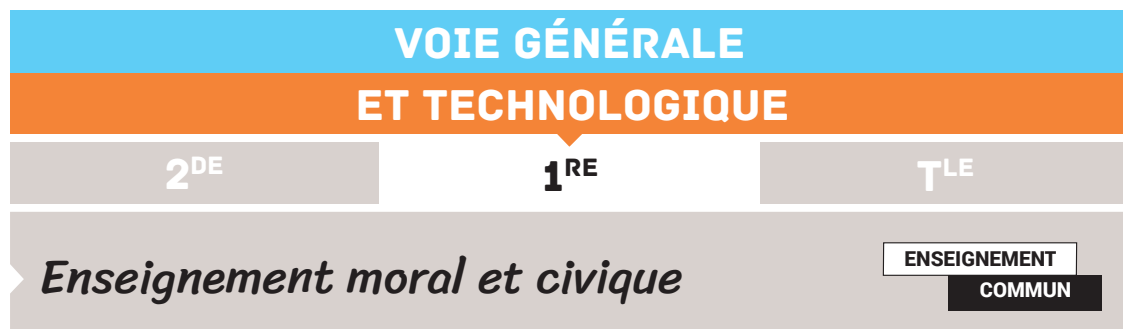 VOIE GÉNÉRALE
ET TECHNOLOGIQUE
2DE 1RE TLE
Enseignement moral et civique
ENSEIGNEMENT
COMMUN